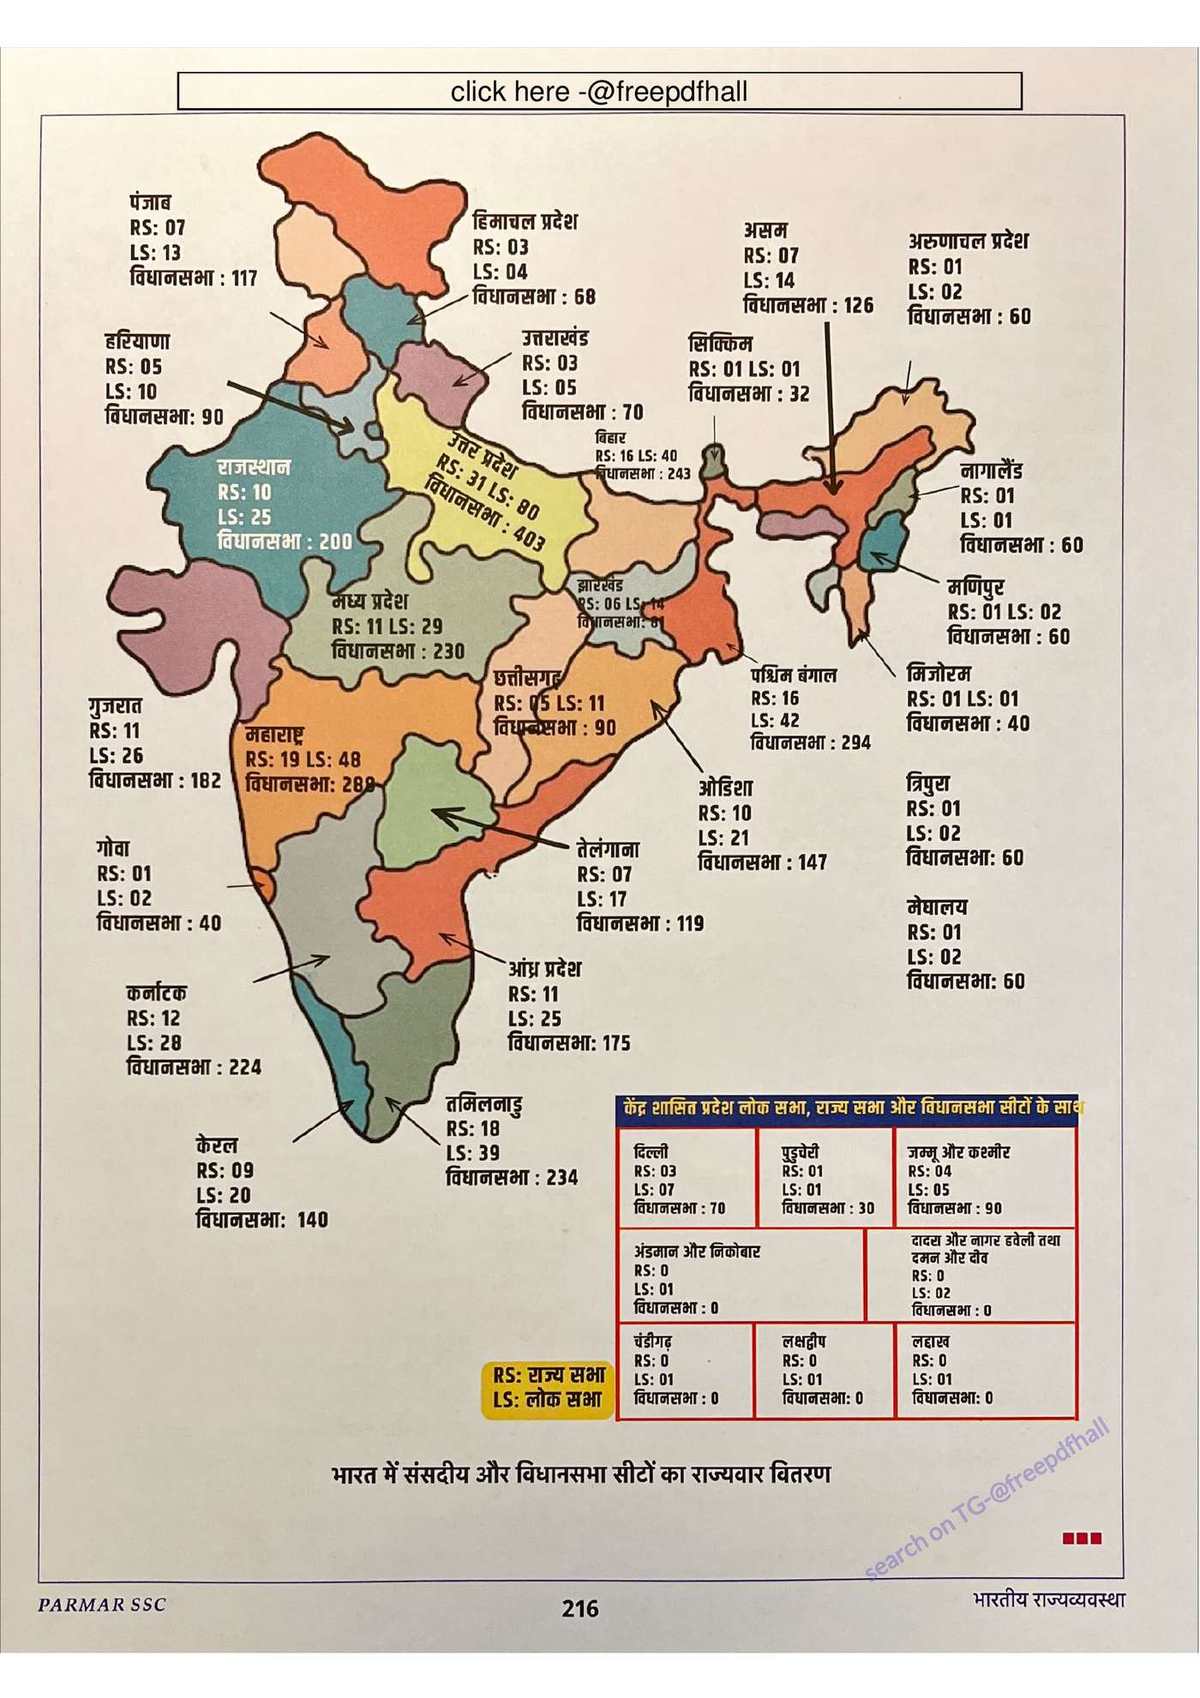 click here -@freepdfhall
पंजाब
RS: 07
LS: 13
विधानसभा : 117
हिमाचल प्रदेश
RS: 03
LS: 04
विधानसभा : 68
असम
RS: 07
LS: 14
विधानसभा : 126
अरुणाचल प्रदेश
RS: 01
LS: 02
विधानसभा : 60
हरियाणा
RS: 05
LS: 10
विधानसभा: 90
उत्तराखंड
RS: 03
LS: 05
विधानसभा : 70
सिक्किम
RS: 01 LS: 01
विधानसभा : 32
बिहार
RS: 16 LS: 40
विधानसभा : 243
उत्तर प्रदेश
RS: 31 LS: 80
विधानसभा : 403
राजस्थान
RS: 10
LS: 25
विधानसभा : 200
नागालैंड
RS: 01
LS: 01
विधानसभा : 60
मध्य प्रदेश
RS: 11 LS: 29
विधानसभा : 230
झारखंड
RS: 06 LS: 14
विधानसभा: 81
मणिपुर
RS: 01 LS: 02
विधानसभा : 60
छत्तीसगढ़
RS: 05 LS: 11
विधानसभा : 90
पश्चिम बंगाल
RS: 16
LS: 42
विधानसभा : 294
मिजोरम
RS: 01 LS: 01
विधानसभा : 40
गुजरात
RS: 11
LS: 26
विधानसभा : 182
महाराष्ट्र
RS: 19 LS: 48
विधानसभा: 288
ओडिशा
RS: 10
LS: 21
विधानसभा : 147
त्रिपुरा
RS: 01
LS: 02
विधानसभा: 60
गोवा
RS: 01
LS: 02
विधानसभा : 40
तेलंगाना
RS: 07
LS: 17
विधानसभा : 119
मेघालय
RS: 01
LS: 02
विधानसभा: 60
कर्नाटक
RS: 12
LS: 28
विधानसभा : 224
आंध्र प्रदेश
RS: 11
LS: 25
विधानसभा: 175
केरल
RS: 09
LS: 20
विधानसभा: 140
तमिलनाडु
RS: 18
LS: 39
विधानसभा : 234
केंद्र शासित प्रदेश लोक सभा, राज्य सभा और विधानसभा सीटों के साथ
दिल्ली
RS: 03
LS: 07
विधानसभा : 70
पुडुचेरी
RS: 01
LS: 01
विधानसभा : 30
जम्मू और कश्मीर
RS: 04
LS: 05
विधानसभा : 90
अंडमान और निकोबार
RS: 0
LS: 01
विधानसभा : 0
दादरा और नागर हवेली तथा
दमन और दीव
RS: 0
LS: 02
विधानसभा : 0
चंडीगढ़
RS: 0
LS: 01
विधानसभा : 0
लक्षद्वीप
RS: 0
LS: 01
विधानसभा: 0
लद्दाख
RS: 0
LS: 01
विधानसभा: 0
RS: राज्य सभा
LS: लोक सभा
भारत में संसदीय और विधानसभा सीटों का राज्यवार वितरण
search on TG-@freepdfhall
PARMAR SSC
216
भारतीय राज्यव्यवस्था